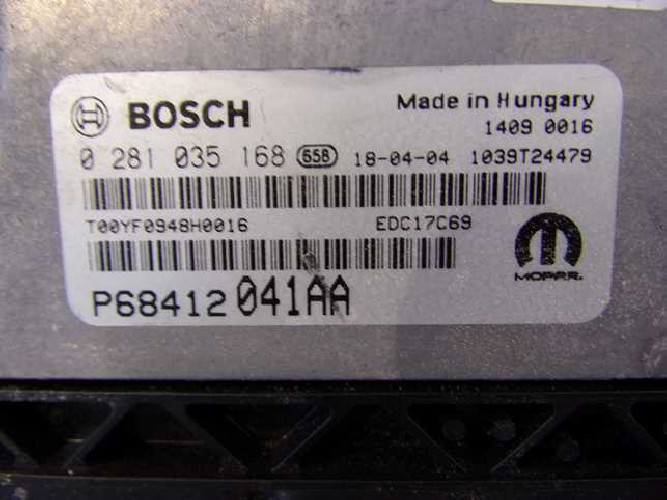 BOSCH
Made in Hungary
1409 0016
0 281 035 168 658 18-04-04 1039T24479
T00YF0948H0016 EDC17C69
MOPAR.
P68412041AA